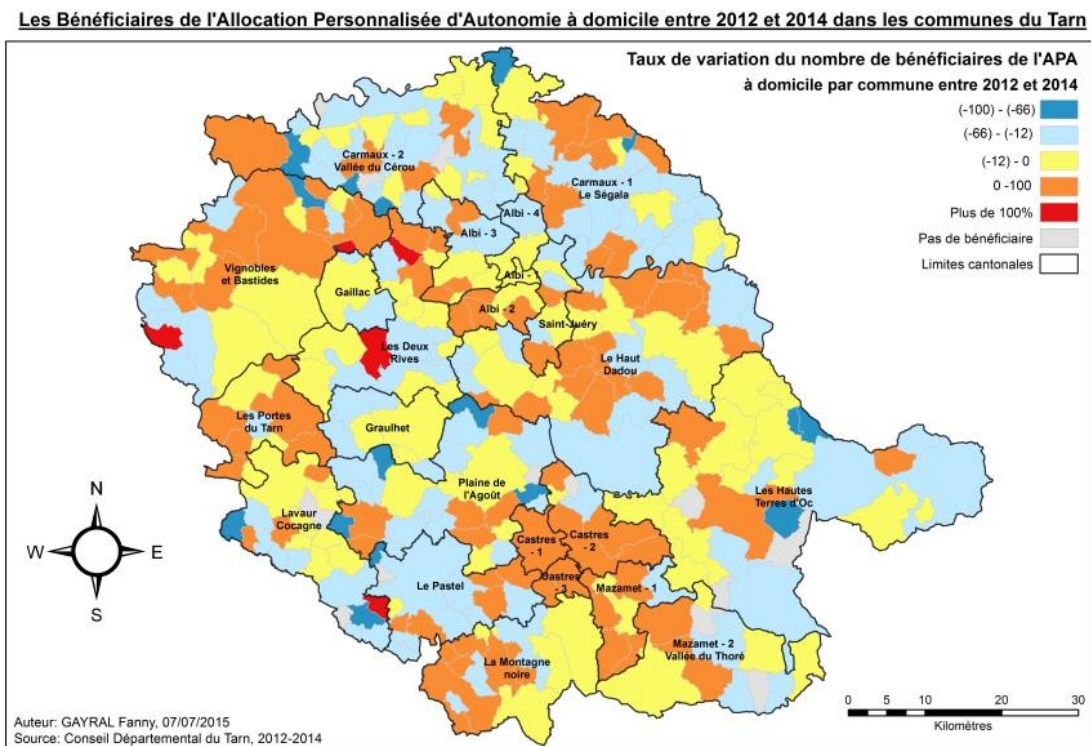 Les Bénéficiaires de l'Allocation Personnalisée d'Autonomie à domicile entre 2012 et 2014 dans les communes du Tarn
Taux de variation du nombre de bénéficiaires de l'APA
à domicile par commune entre 2012 et 2014
(-100) - (-66)
(-66) - (-12)
(-12) - 0
0 -100
Plus de 100%
Pas de bénéficiaire
Limites cantonales
Carmaux - 2
Vallée du Cérou
Carmaux - 1
Le Ségala
Albi - 4
Albi - 3
Albi - 1
Vignobles
et Bastides
Gaillac
Albi - 2
Saint-Juéry
Les Deux
Rives
Le Haut
Dadou
Les Portes
du Tarn
Graulhet
Plaine de
l'Agoût
Les Hautes
Terres d'Oc
Lavaur
Cocagne
Castres
- 1
Castres
- 2
Castres
- 3
Le Pastel
Mazamet - 1
Mazamet - 2
Vallée du Thoré
La Montagne
noire
N
W
E
S
0 5 10 20 30
Kilomètres
Auteur: GAYRAL Fanny, 07/07/2015
Source: Conseil Départemental du Tarn, 2012-2014